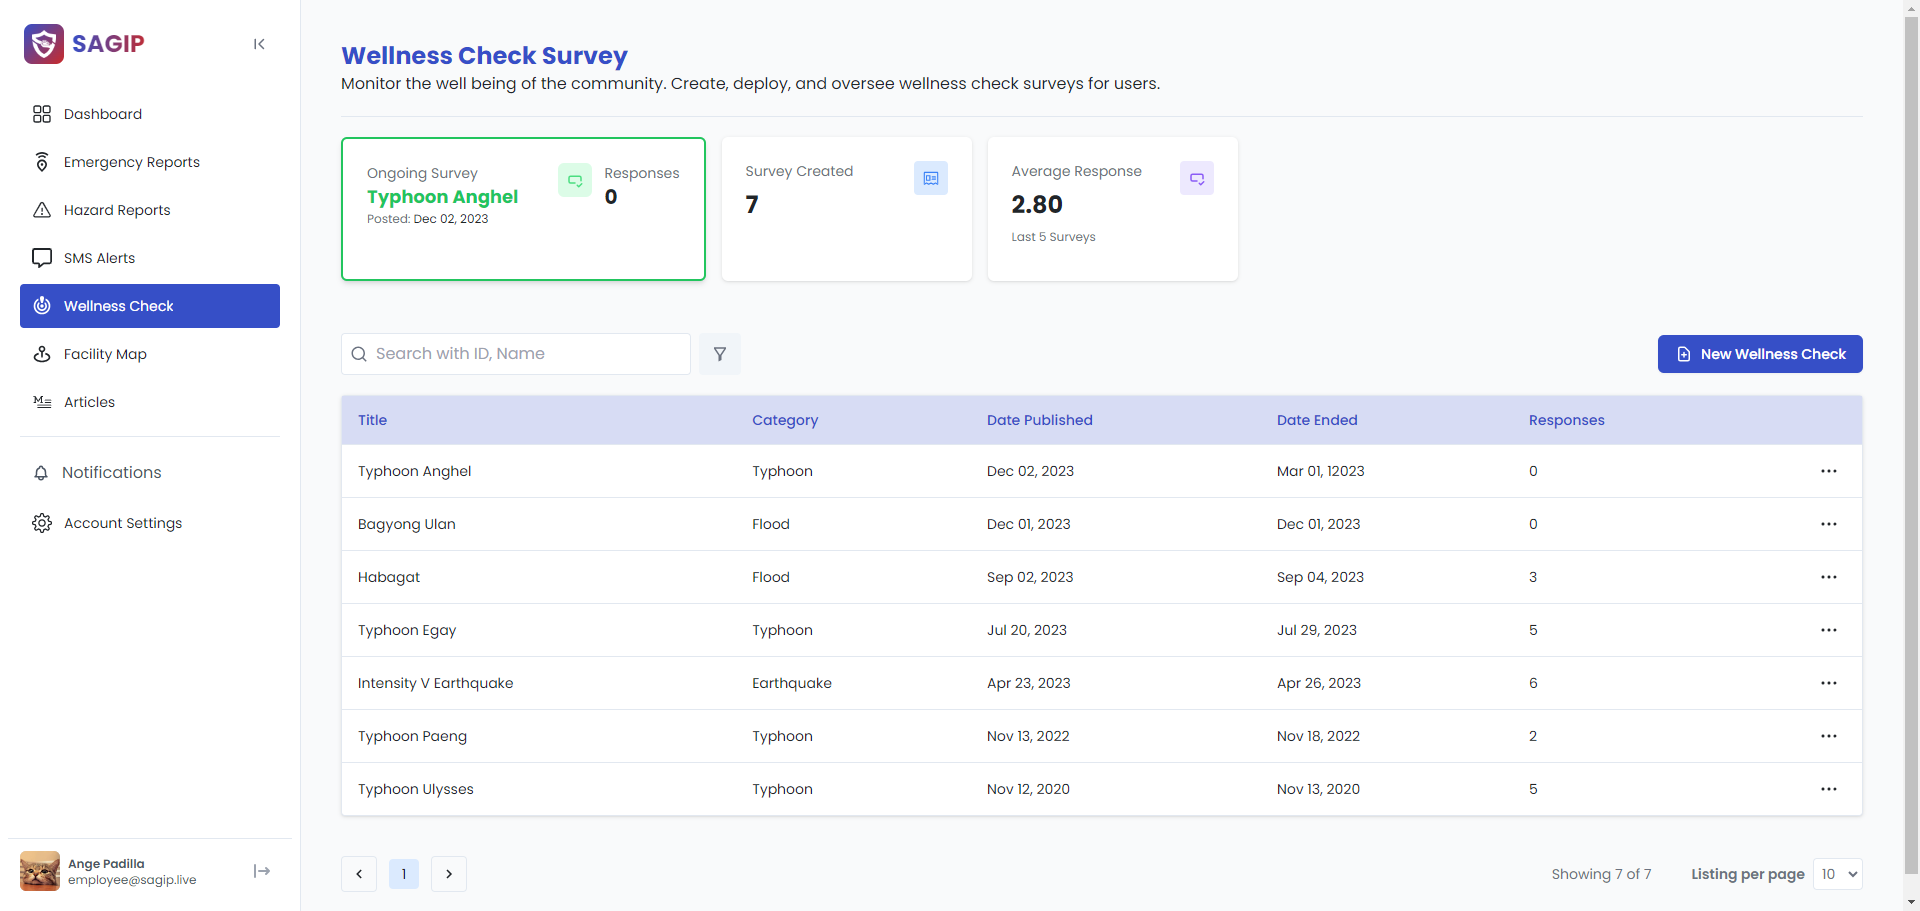 SAGIP
Dashboard
Emergency Reports
Hazard Reports
SMS Alerts
Wellness Check
Facility Map
Articles
Notifications
Account Settings
Ange Padilla
employee@sagip.live
Wellness Check Survey
Monitor the well being of the community. Create, deploy, and oversee wellness check surveys for users.
Ongoing Survey
Typhoon Anghel
Posted: Dec 02, 2023
Responses
0
Survey Created
7
Average Response
2.80
Last 5 Surveys
Search with ID, Name
New Wellness Check
Title Category Date Published Date Ended Responses
Typhoon Anghel Typhoon Dec 02, 2023 Mar 01, 12023 0
Bagyong Ulan Flood Dec 01, 2023 Dec 01, 2023 0
Habagat Flood Sep 02, 2023 Sep 04, 2023 3
Typhoon Egay Typhoon Jul 20, 2023 Jul 29, 2023 5
Intensity V Earthquake Earthquake Apr 23, 2023 Apr 26, 2023 6
Typhoon Paeng Typhoon Nov 13, 2022 Nov 18, 2022 2
Typhoon Ulysses Typhoon Nov 12, 2020 Nov 13, 2020 5
1
Showing 7 of 7 Listing per page 10